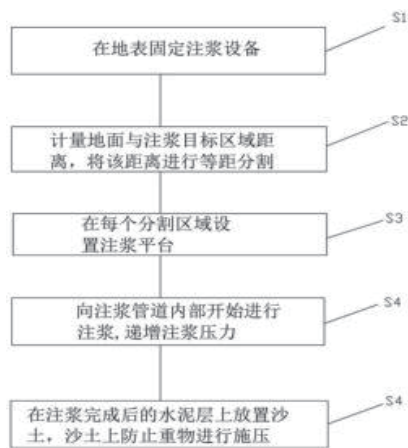 S1
在地表固定注浆设备
S2
计量地面与注浆目标区域距
离，将该距离进行等距分割
S3
在每个分割区域设
置注浆平台
S4
向注浆管道内部开始进行
注浆,递增注浆压力
S4
在注浆完成后的水泥层上放置沙
土，沙土上防止重物进行施压